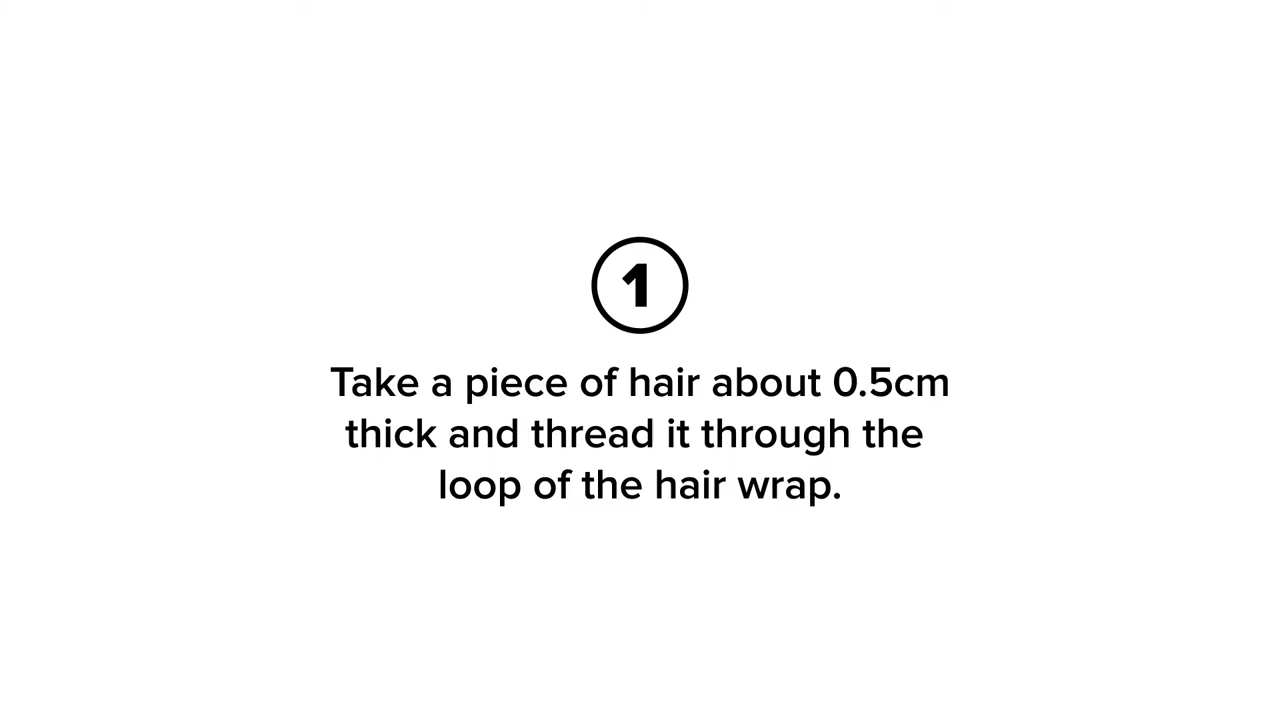 1
Take a piece of hair about 0.5cm
thick and thread it through the
loop of the hair wrap.